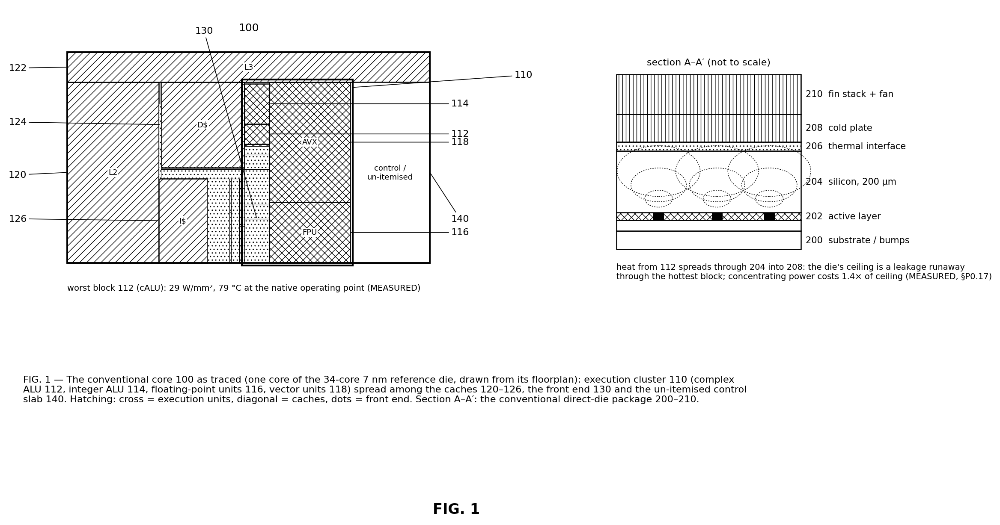 130
100
122
L3
110
114
124
D$
112
AVX
118
120
L2
control /
un-itemised
126
I$
140
FPU
116
worst block 112 (cALU): 29 W/mm², 79 °C at the native operating point (MEASURED)
section A–A′ (not to scale)
210 fin stack + fan
208 cold plate
206 thermal interface
204 silicon, 200 µm
202 active layer
200 substrate / bumps
heat from 112 spreads through 204 into 208: the die's ceiling is a leakage runaway
through the hottest block; concentrating power costs 1.4× of ceiling (MEASURED, §P0.17)
FIG. 1 — The conventional core 100 as traced (one core of the 34-core 7 nm reference die, drawn from its floorplan): execution cluster 110 (complex
ALU 112, integer ALU 114, floating-point units 116, vector units 118) spread among the caches 120–126, the front end 130 and the un-itemised control
slab 140. Hatching: cross = execution units, diagonal = caches, dots = front end. Section A–A′: the conventional direct-die package 200–210.
FIG. 1